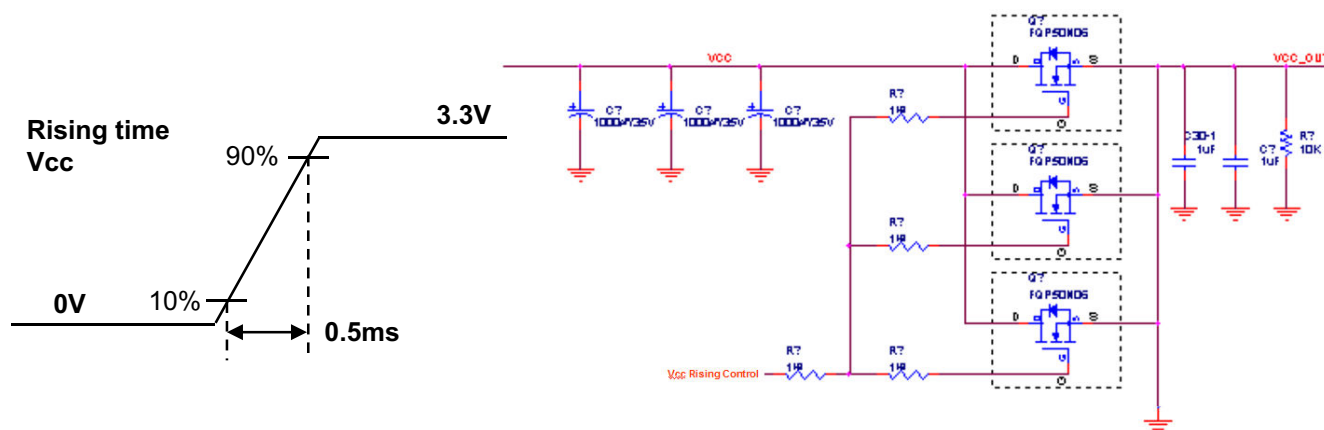 Rising time
Vcc
3.3V
90%
0V
10%
0.5ms
VCC
C?
1000uF/35V
C?
1000uF/35V
C?
1000uF/35V
Q?
FQP50N06
D
S
G
R?
1K
Q?
FQP50N06
D
S
G
R?
1K
Q?
FQP50N06
D
S
G
R?
1K
Vcc Rising Control
R?
1K
VCC_OUT
C30-1
1uF
C?
1uF
R?
10K